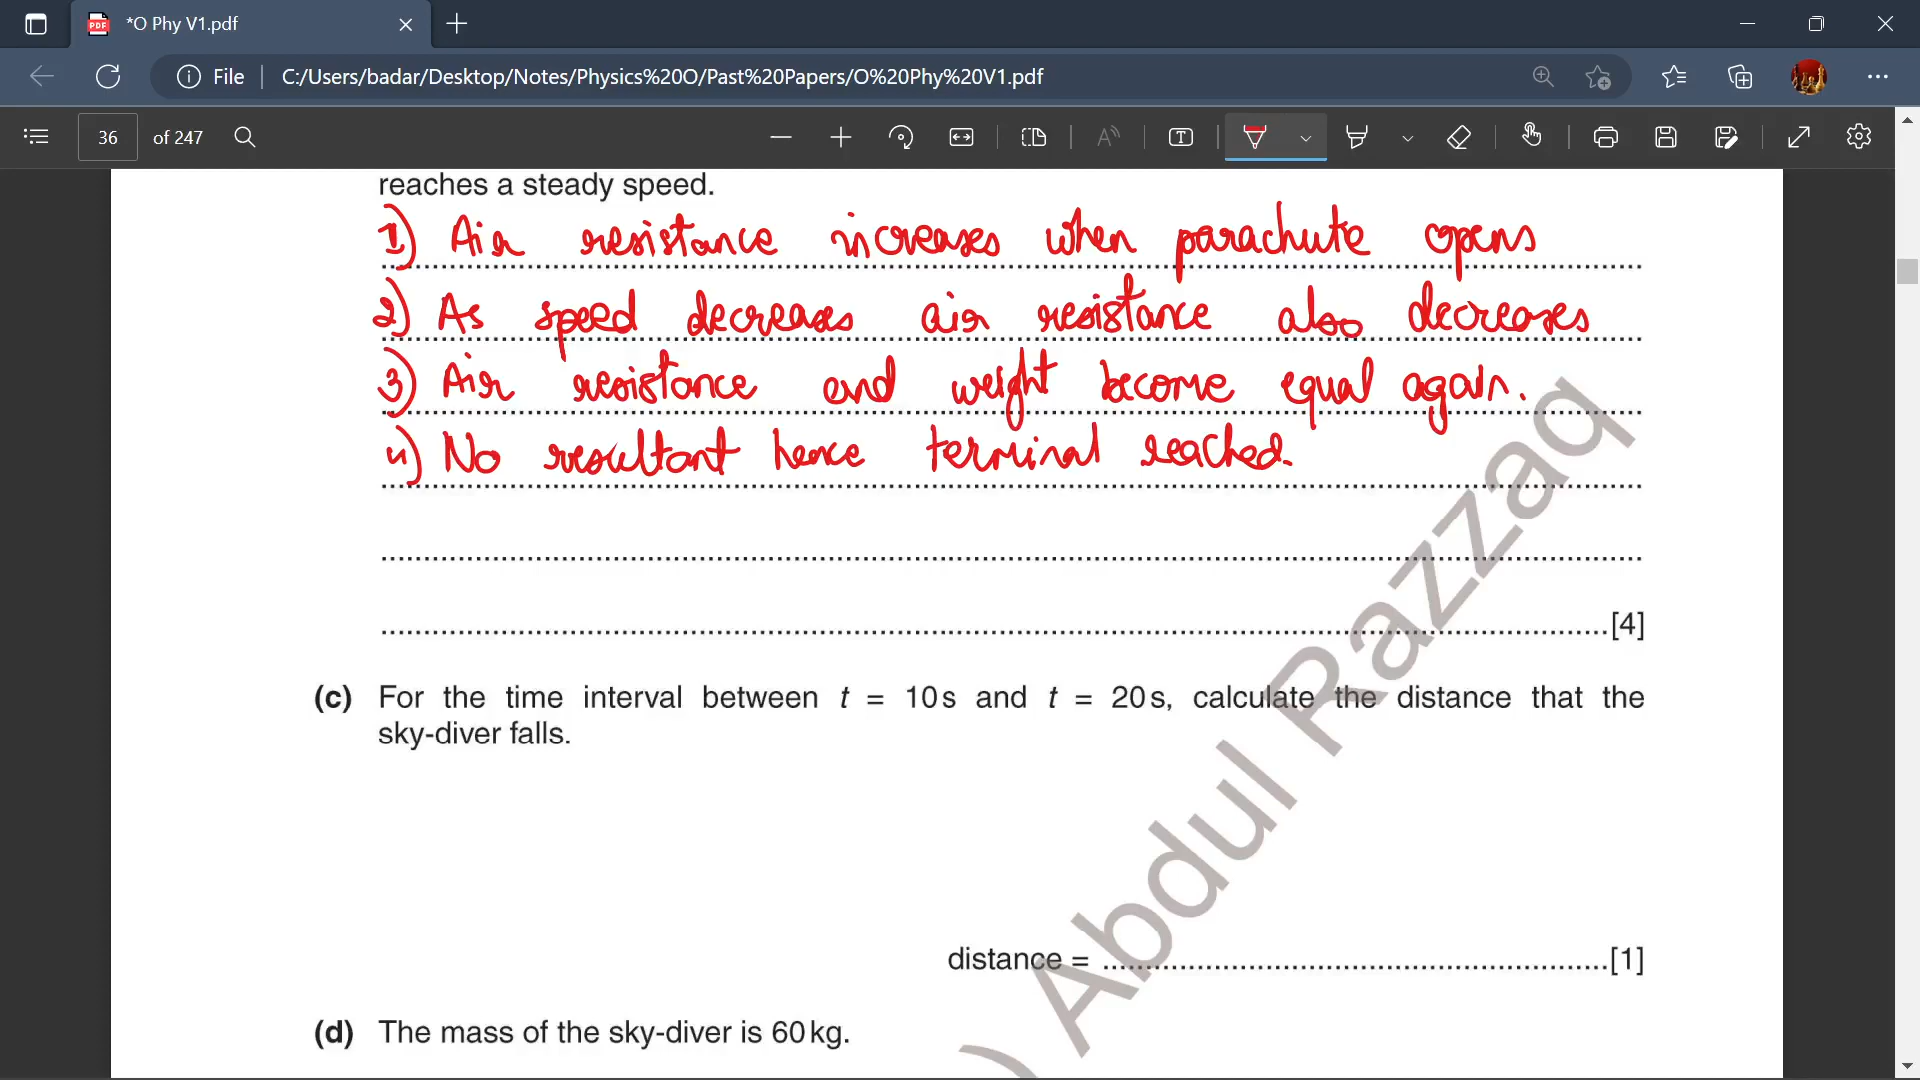 *O Phy V1.pdf
File C:/Users/badar/Desktop/Notes/Physics%20O/Past%20Papers/O%20Phy%20V1.pdf
36 of 247
reaches a steady speed.
1) Air resistance increases when parachute opens
2) As speed decreases air resistance also decreases
3) Air resistance and weight become equal again.
4) No resultant hence terminal reached.
[4]
(c) For the time interval between t = 10 s and t = 20 s, calculate the distance that the
sky-diver falls.
distance = [1]
(d) The mass of the sky-diver is 60 kg.
) Abdul Razzaq